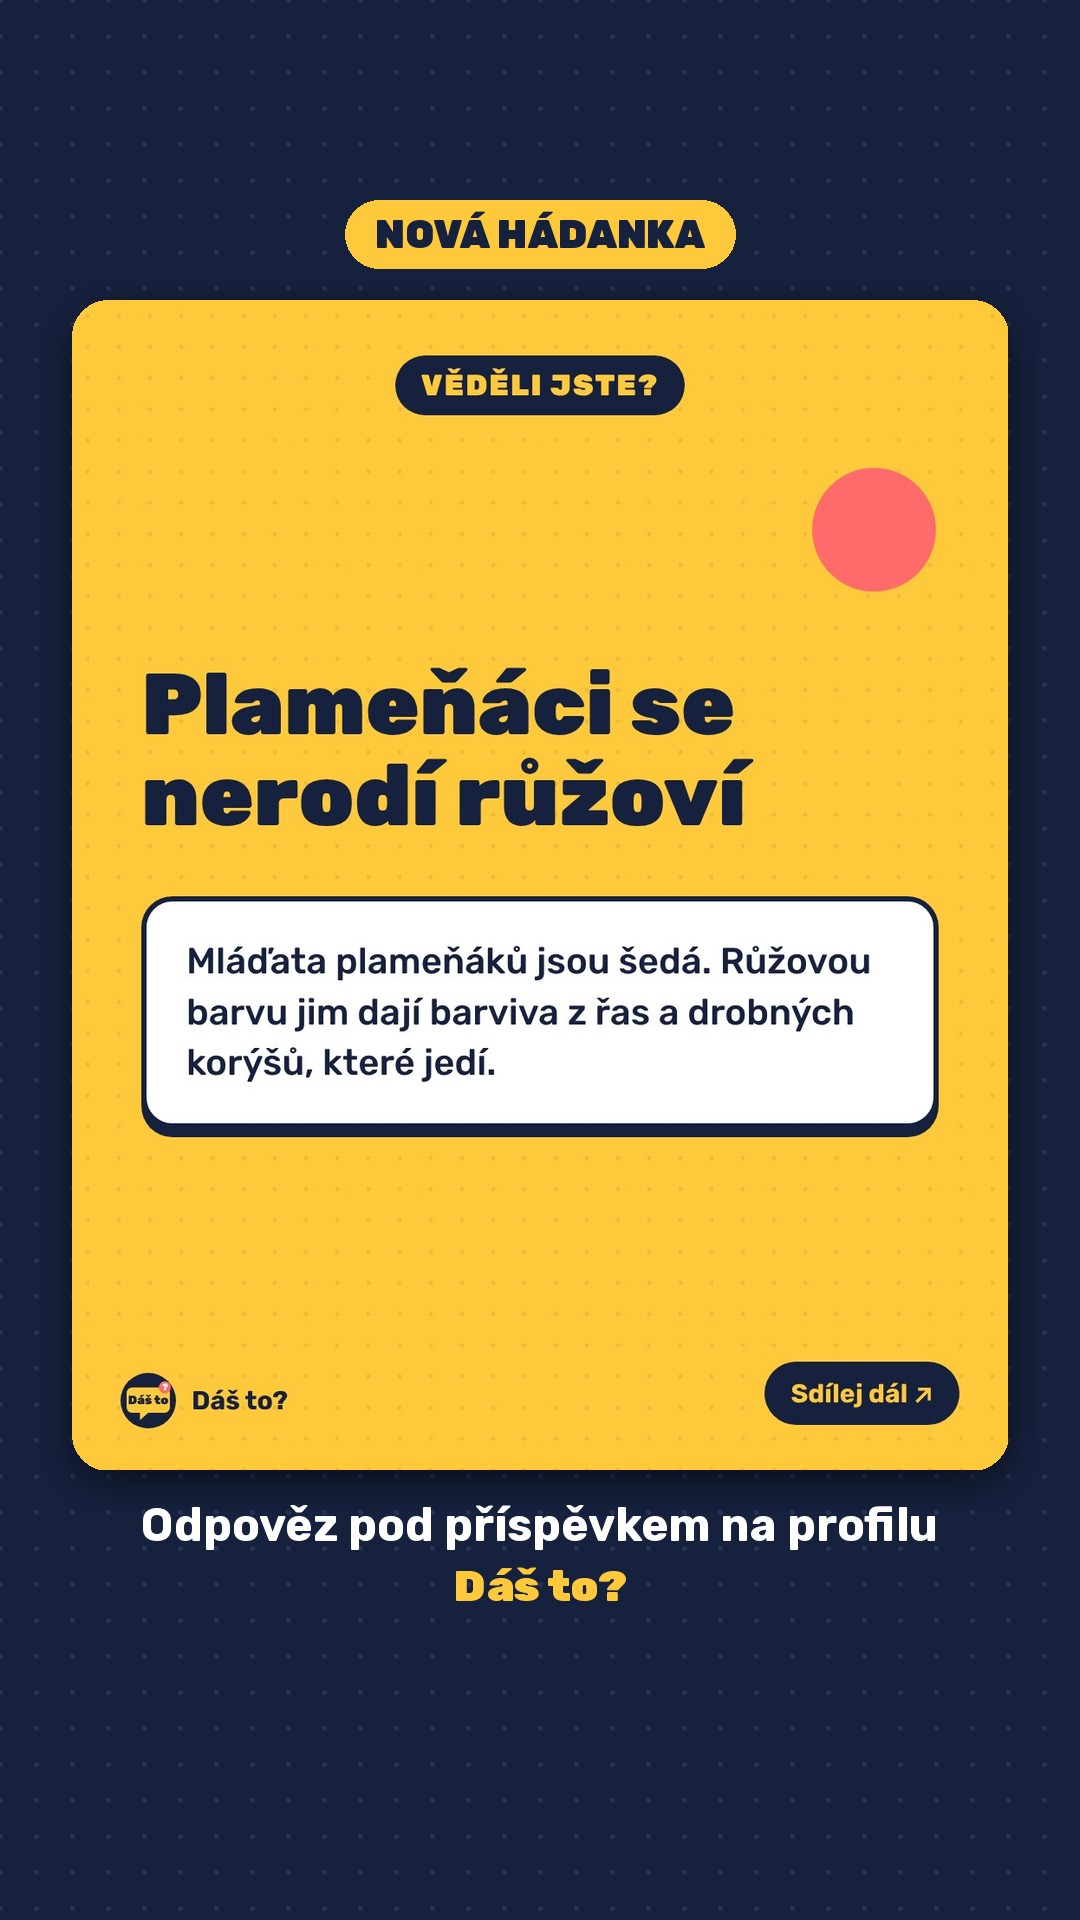 NOVÁ HÁDANKA
VĚDĚLI JSTE?
Plameňáci se
nerodí růžoví
Mláďata plameňáků jsou šedá. Růžovou
barvu jim dají barviva z řas a drobných
korýšů, které jedí.
Dáš to
?
Dáš to?
Sdílej dál ↗
Odpověz pod příspěvkem na profilu
Dáš to?